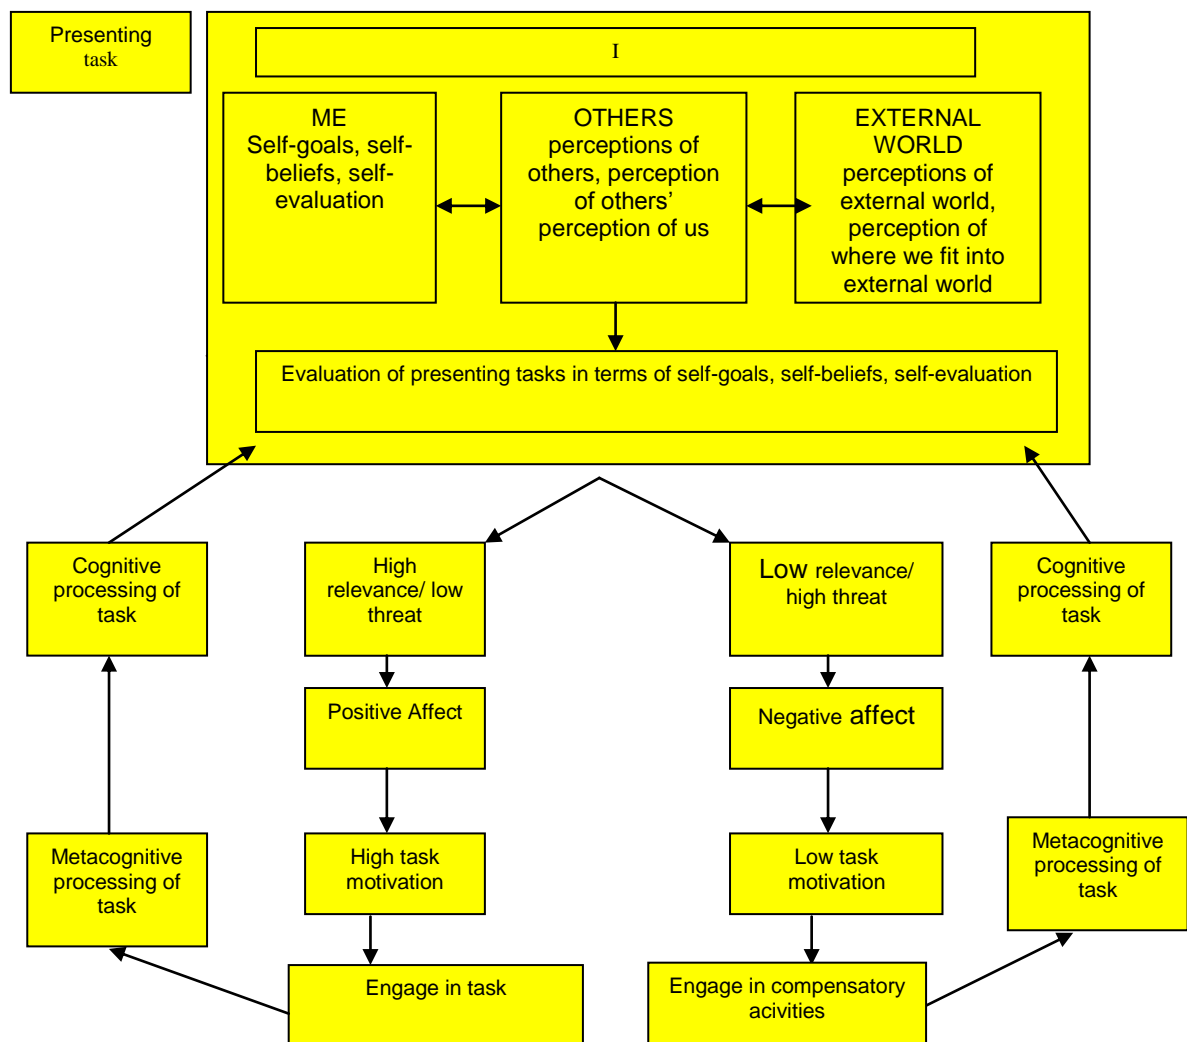 Presenting
task
I
ME
Self-goals, self-
beliefs, self-
evaluation
OTHERS
perceptions of
others, perception
of others’
perception of us
EXTERNAL
WORLD
perceptions of
external world,
perception of
where we fit into
external world
Evaluation of presenting tasks in terms of self-goals, self-beliefs, self-evaluation
Cognitive
processing of
task
High
relevance/ low
threat
Low relevance/
high threat
Cognitive
processing of
task
Positive Affect
Negative affect
Metacognitive
processing of
task
High task
motivation
Low task
motivation
Metacognitive
processing of
task
Engage in task
Engage in compensatory
acivities